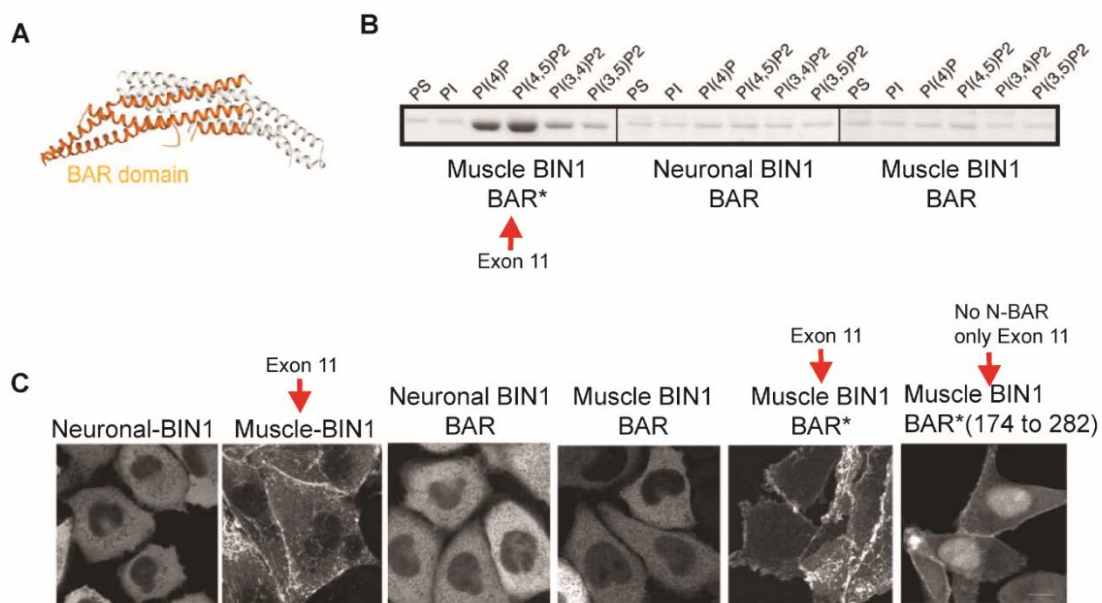 A
BAR domain
B
PS PI PI(4)P PI(4,5)P2 PI(3,4)P2 PI(3,5)P2 PS PI PI(4)P PI(4,5)P2 PI(3,4)P2 PI(3,5)P2 PS PI PI(4)P PI(4,5)P2 PI(3,4)P2 PI(3,5)P2
Muscle BIN1 Neuronal BIN1 Muscle BIN1
BAR* BAR BAR
Exon 11
C
No N-BAR
only Exon 11
Exon 11
Exon 11
Neuronal-BIN1
Muscle-BIN1
Neuronal BIN1
BAR
Muscle BIN1
BAR
Muscle BIN1
BAR*
Muscle BIN1
BAR*(174 to 282)